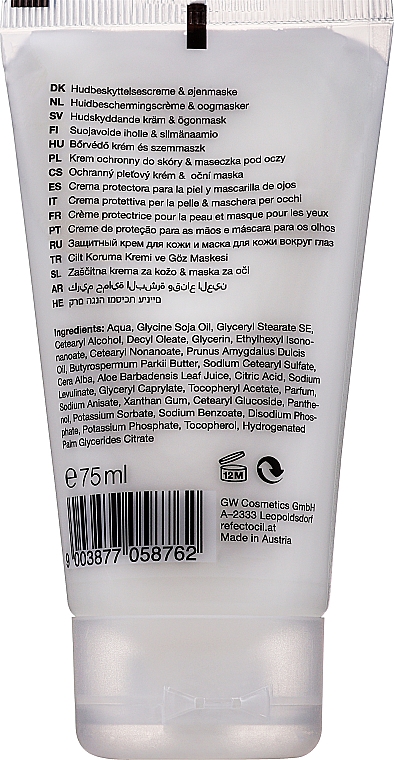 DK Hudbeskyttelsescreme & øjenmaske
NL Huidbeschermingscrème & oogmasker
SV Hudskyddande kräm & ögonmask
FI Suojavoide iholle & silmänaamio
HU Bőrvédő krém és szemmaszk
PL Krem ochronny do skóry & maseczka pod oczy
CS Ochranný pleťový krém & oční maska
ES Crema protectora para la piel y mascarilla de ojos
IT Crema protettiva per la pelle & maschera per occhi
FR Crème protectrice pour la peau et masque pour les yeux
PT Creme de proteção para as mãos e máscara para os olhos
RU Защитный крем для кожи и маска для кожи вокруг глаз
TR Cilt Koruma Kremi ve Göz Maskesi
SL Zaščitna krema za kožo & maska za oči
AR كريم حماية البشرة وقناع العين
HE קרם הגנה ומסיכת עיניים
Ingredients: Aqua, Glycine Soja Oil, Glyceryl Stearate SE,
Cetearyl Alcohol, Decyl Oleate, Glycerin, Ethylhexyl Isono-
nanoate, Cetearyl Nonanoate, Prunus Amygdalus Dulcis
Oil, Butyrospermum Parkii Butter, Sodium Cetearyl Sulfate,
Cera Alba, Aloe Barbadensis Leaf Juice, Citric Acid, Sodium
Levulinate, Glyceryl Caprylate, Tocopheryl Acetate, Parfum,
Sodium Anisate, Xanthan Gum, Cetearyl Glucoside, Panthe-
nol, Potassium Sorbate, Sodium Benzoate, Disodium Phos-
phate, Potassium Phosphate, Tocopherol, Hydrogenated
Palm Glycerides Citrate
℮75ml
12M
GW Cosmetics GmbH
A–2333 Leopoldsdorf
refectocil.at
Made in Austria
9 003877 058762